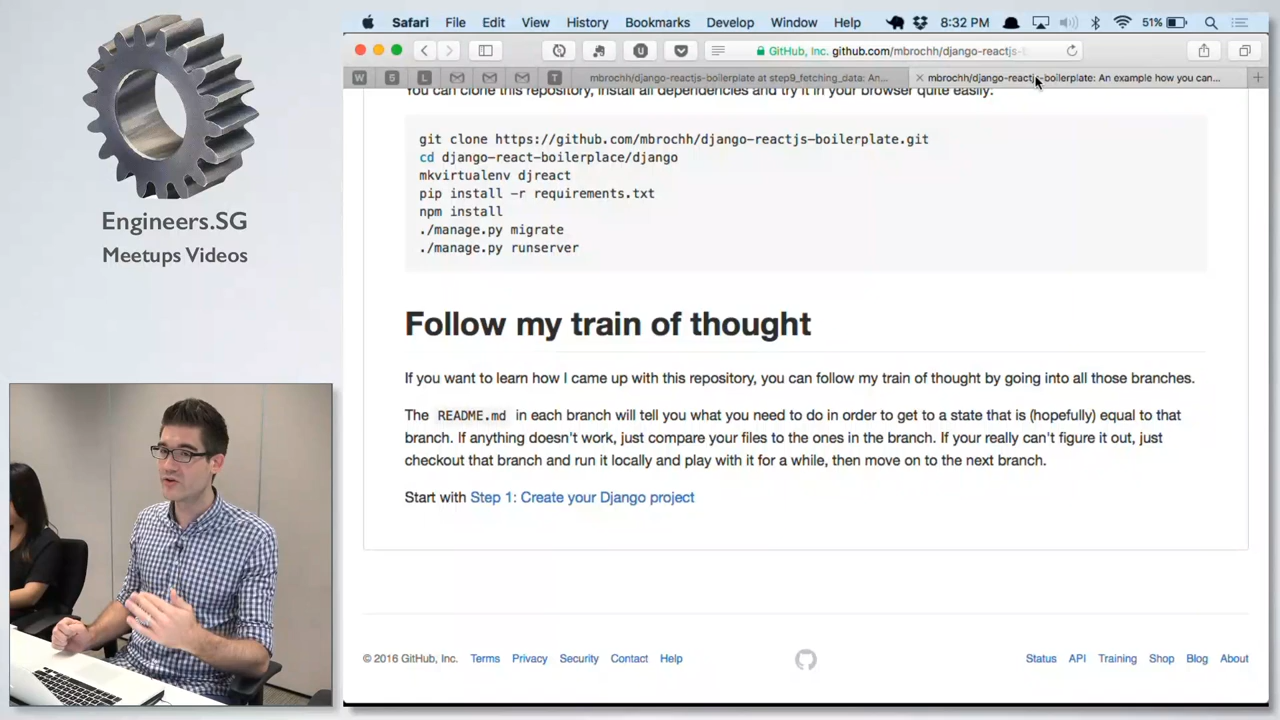 Engineers.SG
Meetups Videos
Safari File Edit View History Bookmarks Develop Window Help 8:32 PM 51%
GitHub, Inc. github.com/mbrochh/django-reactjs-
W 5 L T mbrochh/django-reactjs-boilerplate at step9_fetching_data: An... mbrochh/django-reactjs-boilerplate: An example how you can...
You can clone this repository, install all dependencies and try it in your browser quite easily:
git clone https://github.com/mbrochh/django-reactjs-boilerplate.git
cd django-react-boilerplace/django
mkvirtualenv djreact
pip install -r requirements.txt
npm install
./manage.py migrate
./manage.py runserver
Follow my train of thought
If you want to learn how I came up with this repository, you can follow my train of thought by going into all those branches.
The README.md in each branch will tell you what you need to do in order to get to a state that is (hopefully) equal to that
branch. If anything doesn't work, just compare your files to the ones in the branch. If your really can't figure it out, just
checkout that branch and run it locally and play with it for a while, then move on to the next branch.
Start with Step 1: Create your Django project
© 2016 GitHub, Inc. Terms Privacy Security Contact Help Status API Training Shop Blog About